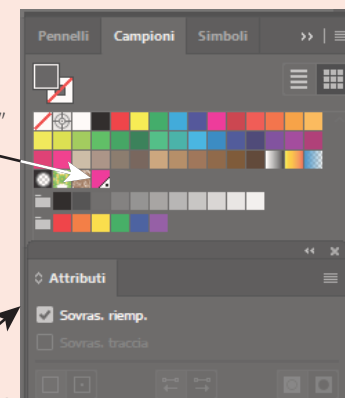 Pennelli Campioni Simboli
"
Attributi
Sovras. riemp.
Sovras. traccia